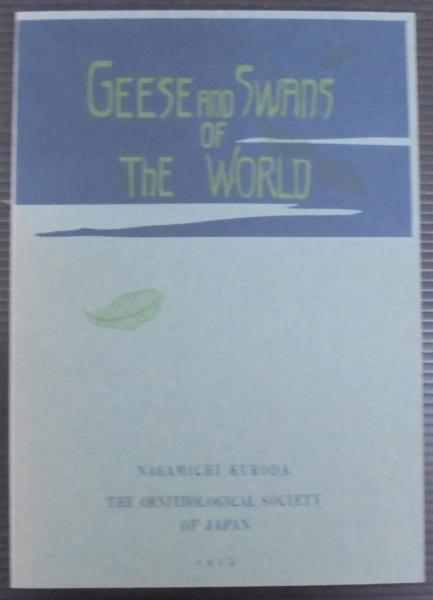 GEESE AND SWANS
OF
THE WORLD
NAGAMICHI KURODA
THE ORNITHOLOGICAL SOCIETY
OF JAPAN